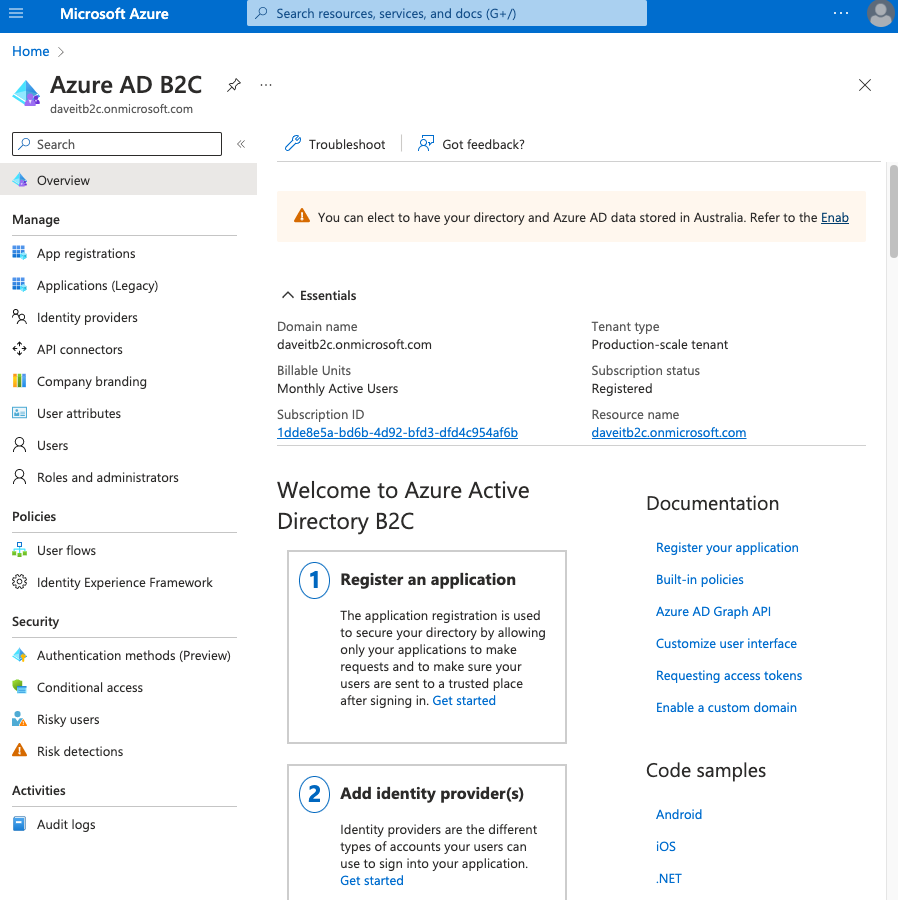 Microsoft Azure
Search resources, services, and docs (G+/)
Home
Azure AD B2C
daveitb2c.onmicrosoft.com
Search
Overview
Manage
App registrations
Applications (Legacy)
Identity providers
API connectors
Company branding
User attributes
Users
Roles and administrators
Policies
User flows
Identity Experience Framework
Security
Authentication methods (Preview)
Conditional access
Risky users
Risk detections
Activities
Audit logs
Troubleshoot
Got feedback?
You can elect to have your directory and Azure AD data stored in Australia. Refer to the Enab
Essentials
Domain name
daveitb2c.onmicrosoft.com
Billable Units
Monthly Active Users
Subscription ID
1dde8e5a-bd6b-4d92-bfd3-dfd4c954af6b
Tenant type
Production-scale tenant
Subscription status
Registered
Resource name
daveitb2c.onmicrosoft.com
Welcome to Azure Active
Directory B2C
1 Register an application
The application registration is used
to secure your directory by allowing
only your applications to make
requests and to make sure your
users are sent to a trusted place
after signing in. Get started
2 Add identity provider(s)
Identity providers are the different
types of accounts your users can
use to sign into your application.
Get started
Documentation
Register your application
Built-in policies
Azure AD Graph API
Customize user interface
Requesting access tokens
Enable a custom domain
Code samples
Android
iOS
.NET